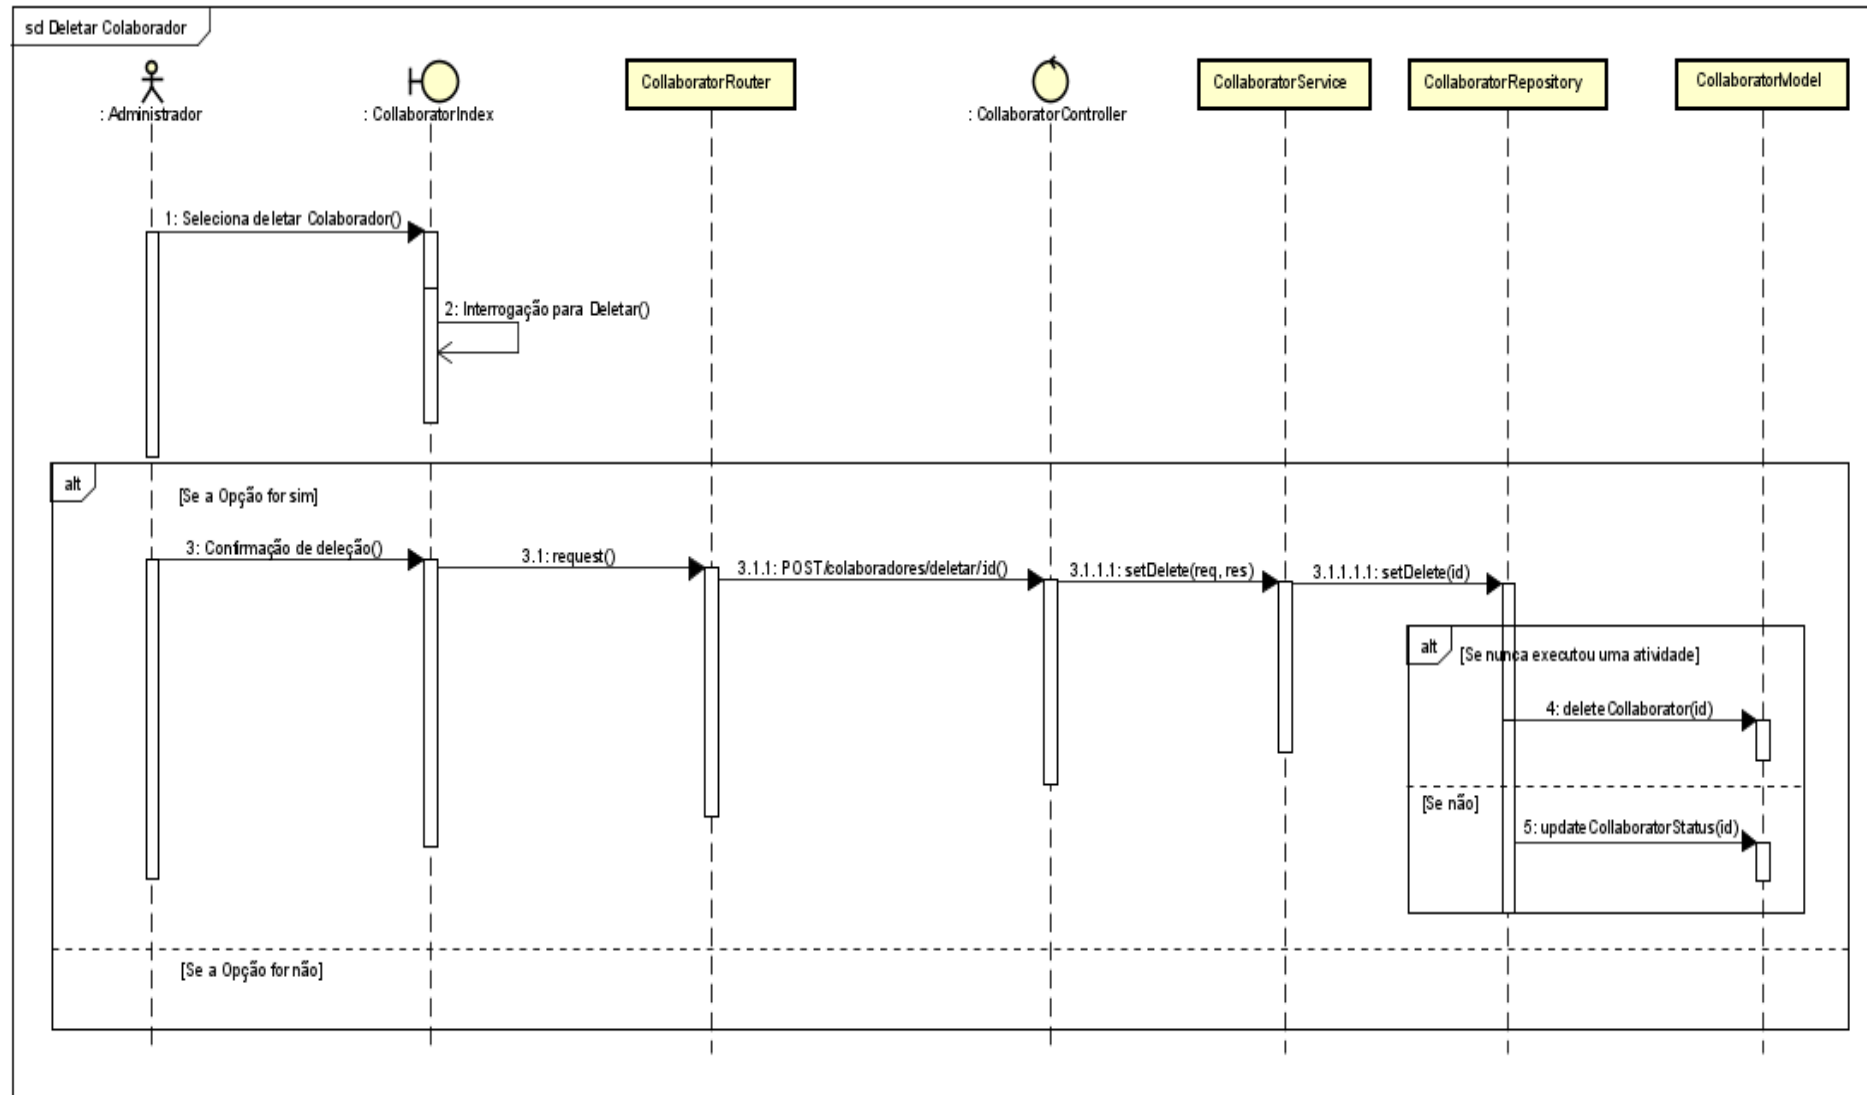 sd Deletar Colaborador
: Administrador
: CollaboratorIndex
CollaboratorRouter
: CollaboratorController
CollaboratorService
CollaboratorRepository
CollaboratorModel
1: Seleciona deletar Colaborador()
2: Interrogação para Deletar()
alt
[Se a Opção for sim]
3: Confirmação de deleção()
3.1: request()
3.1.1: POST/colaboradores/deletar/:id()
3.1.1.1: setDelete(req, res)
3.1.1.1.1: setDelete(id)
alt
[Se nunca executou uma atividade]
4: deleteCollaborator(id)
[Se não]
5: updateCollaboratorStatus(id)
[Se a Opção for não]